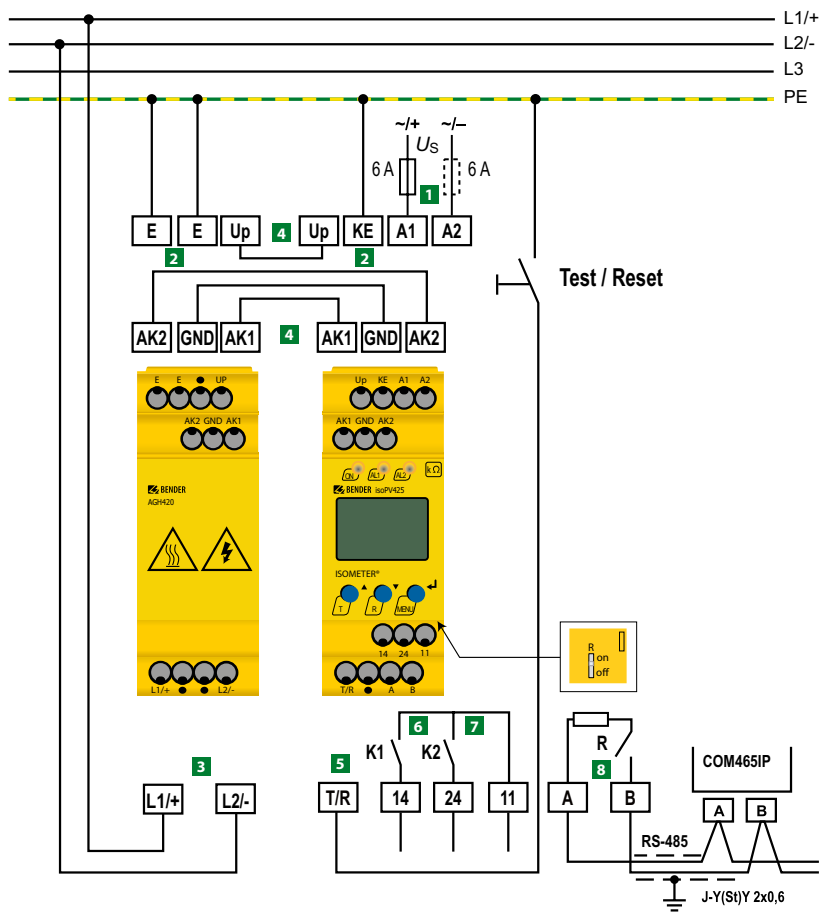 L1/+
L2/-
L3
PE
~/+ ~/–
US
6 A 6 A
1
E E Up 4 Up KE A1 A2
2 2
Test / Reset
AK2 GND AK1 4 AK1 GND AK2
E E ● UP
AK2 GND AK1
BENDER
AGH420
L1/+ ● ● L2/-
Up KE A1 A2
AK1 GND AK2
ON AL1 AL2 kΩ
BENDER isoPV425
ISOMETER®
T R MENU
14 24 11
T/R ● A B
R
on
off
3
L1/+ L2/-
6 7
K1 K2
5
T/R 14 24 11
R
8
A B
COM465IP
A B
RS-485
J-Y(St)Y 2x0,6